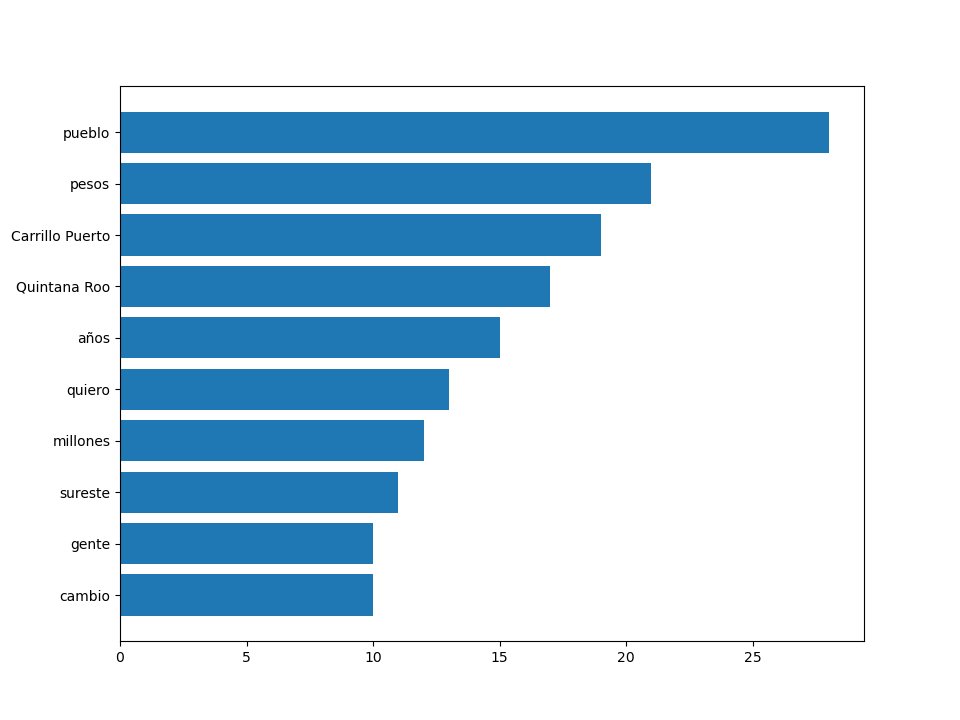 pueblo
pesos
Carrillo Puerto
Quintana Roo
años
quiero
millones
sureste
gente
cambio
0 5 10 15 20 25